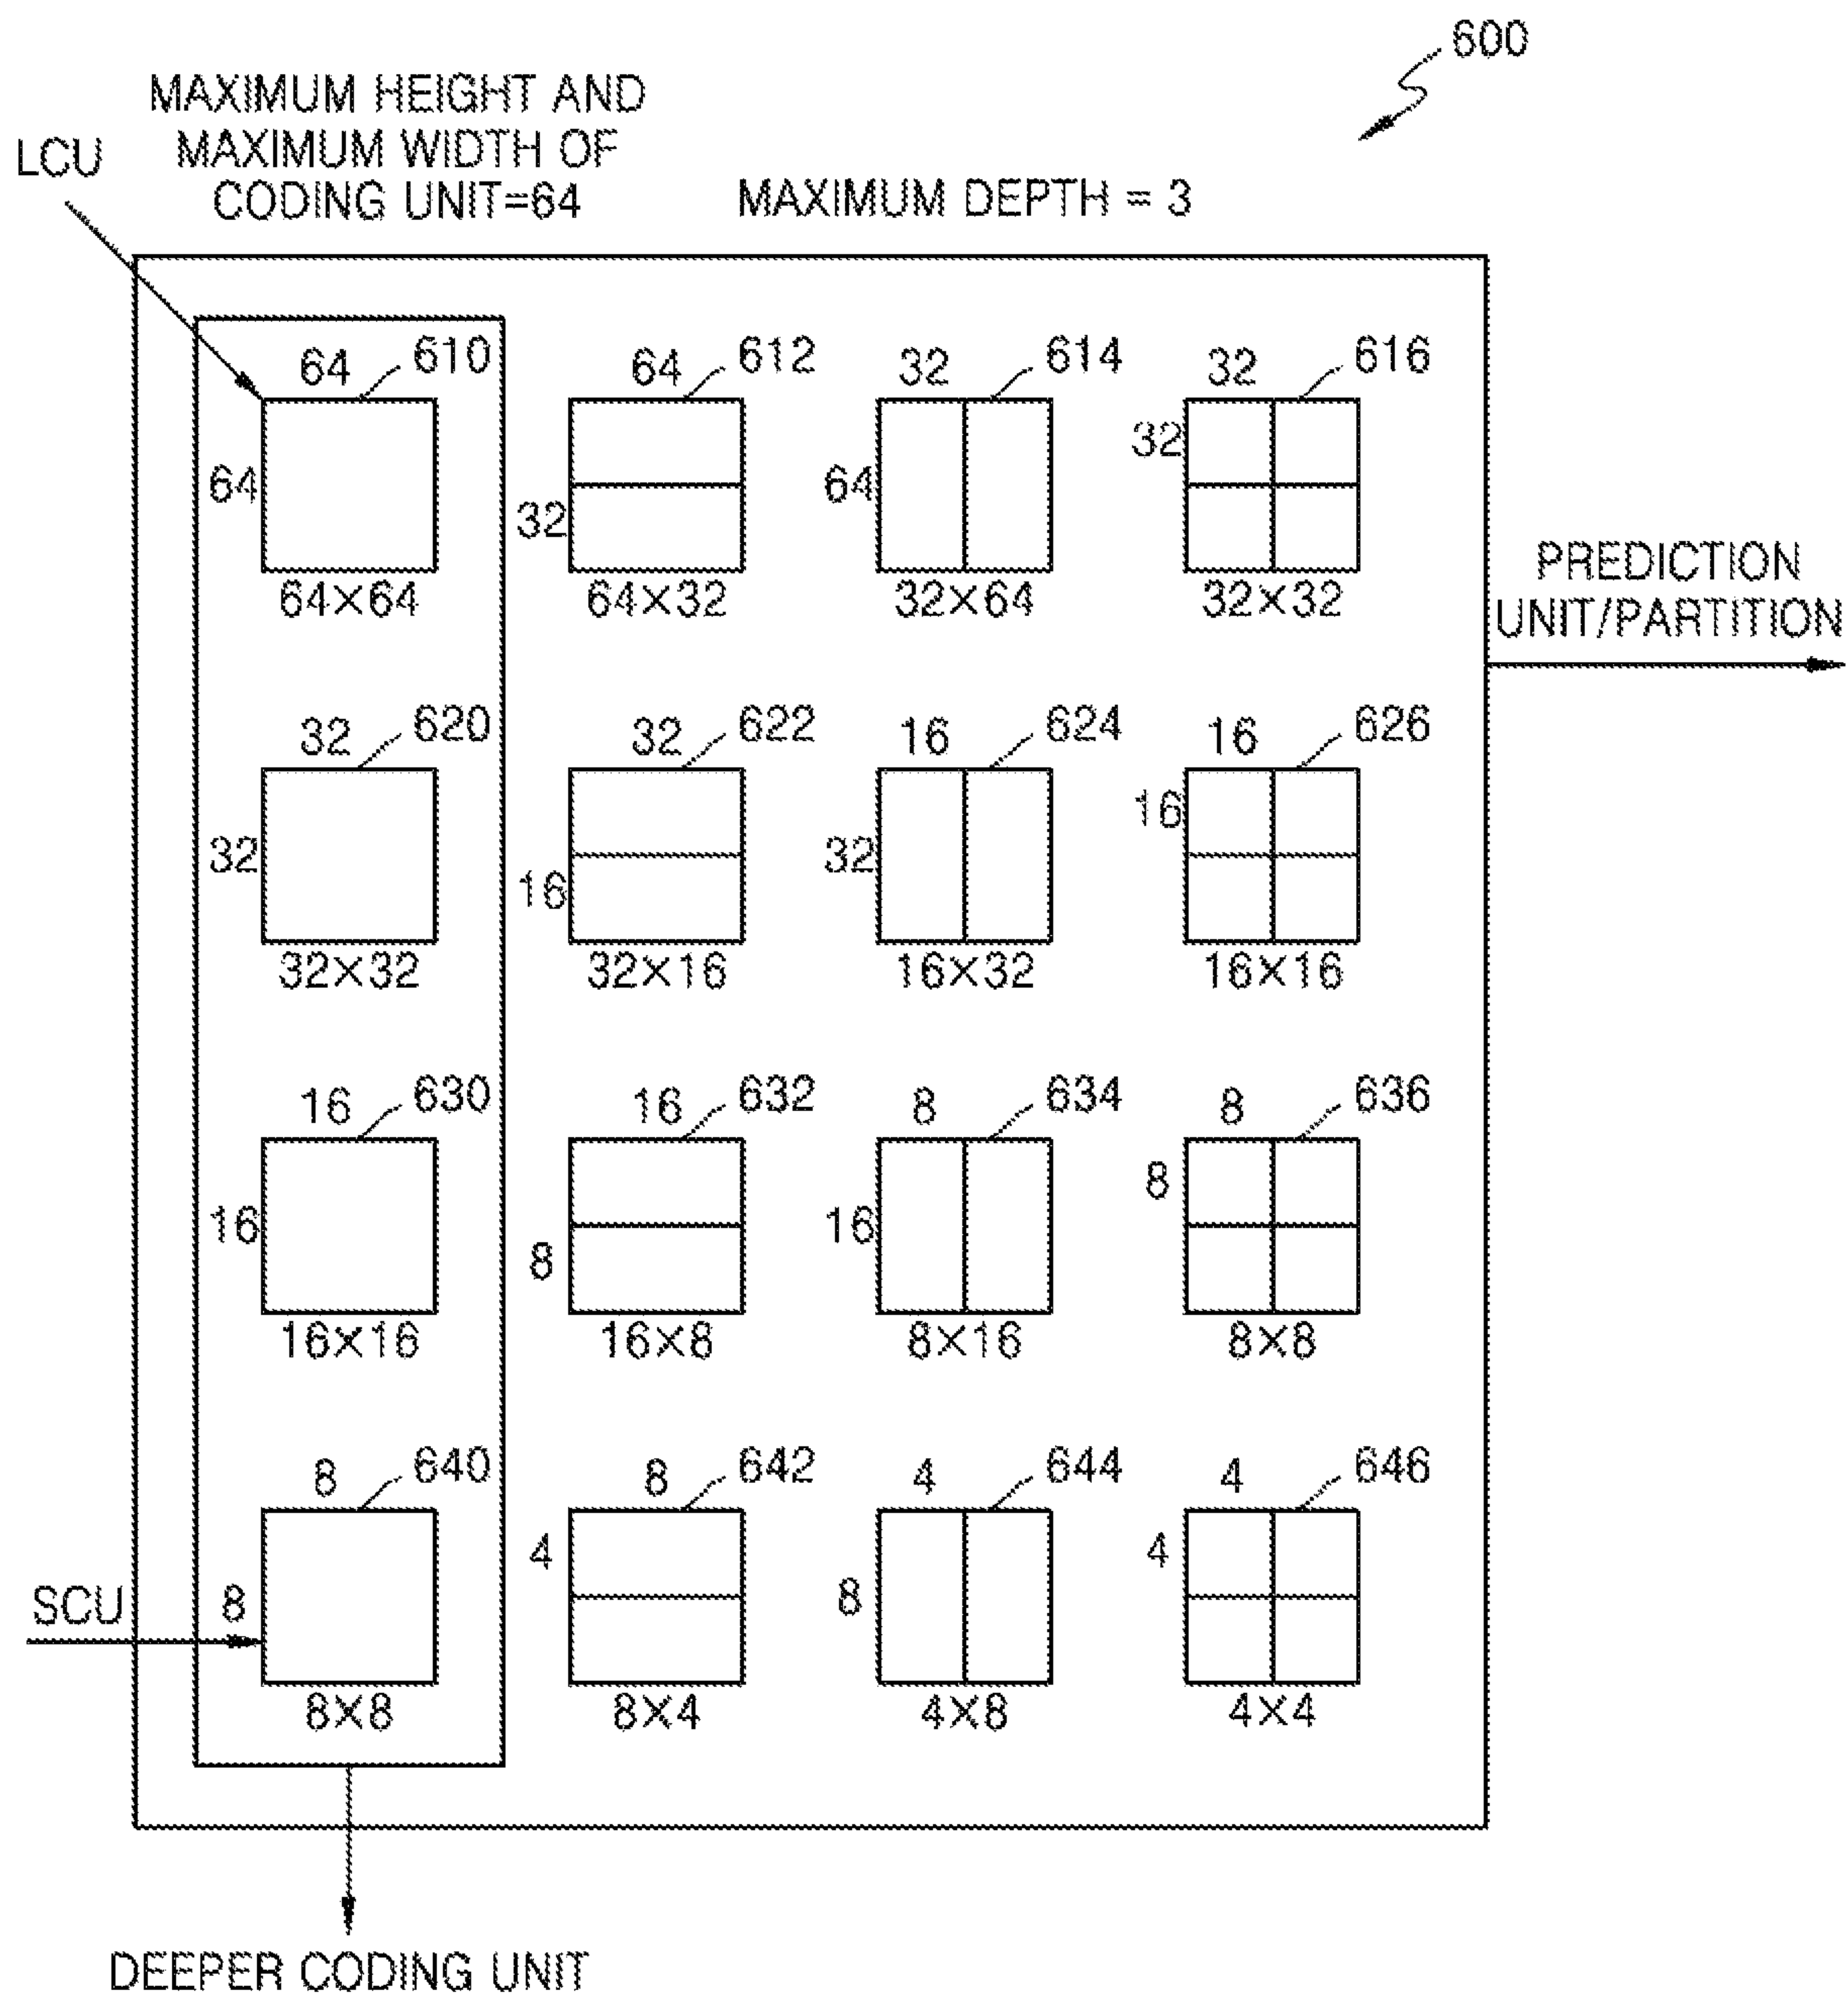 600
MAXIMUM HEIGHT AND
MAXIMUM WIDTH OF
CODING UNIT=64
LCU
MAXIMUM DEPTH = 3
64 610 64 612 32 614 32 616
64 32 64 32
64×64 64×32 32×64 32×32
PREDICTION
UNIT/PARTITION
32 620 32 622 16 624 16 626
32 16 32 16
32×32 32×16 16×32 16×16
16 630 16 632 8 634 8 636
16 8 16 8
16×16 16×8 8×16 8×8
8 640 8 642 4 644 4 646
SCU 8 4 8 4
8×8 8×4 4×8 4×4
DEEPER CODING UNIT